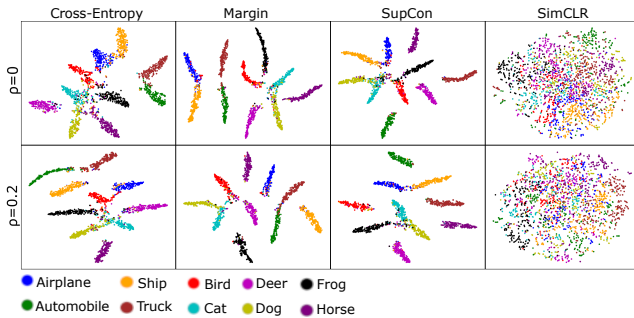 Cross-Entropy Margin SupCon SimCLR
ρ=0
ρ=0.2
Airplane Ship Bird Deer Frog
Automobile Truck Cat Dog Horse